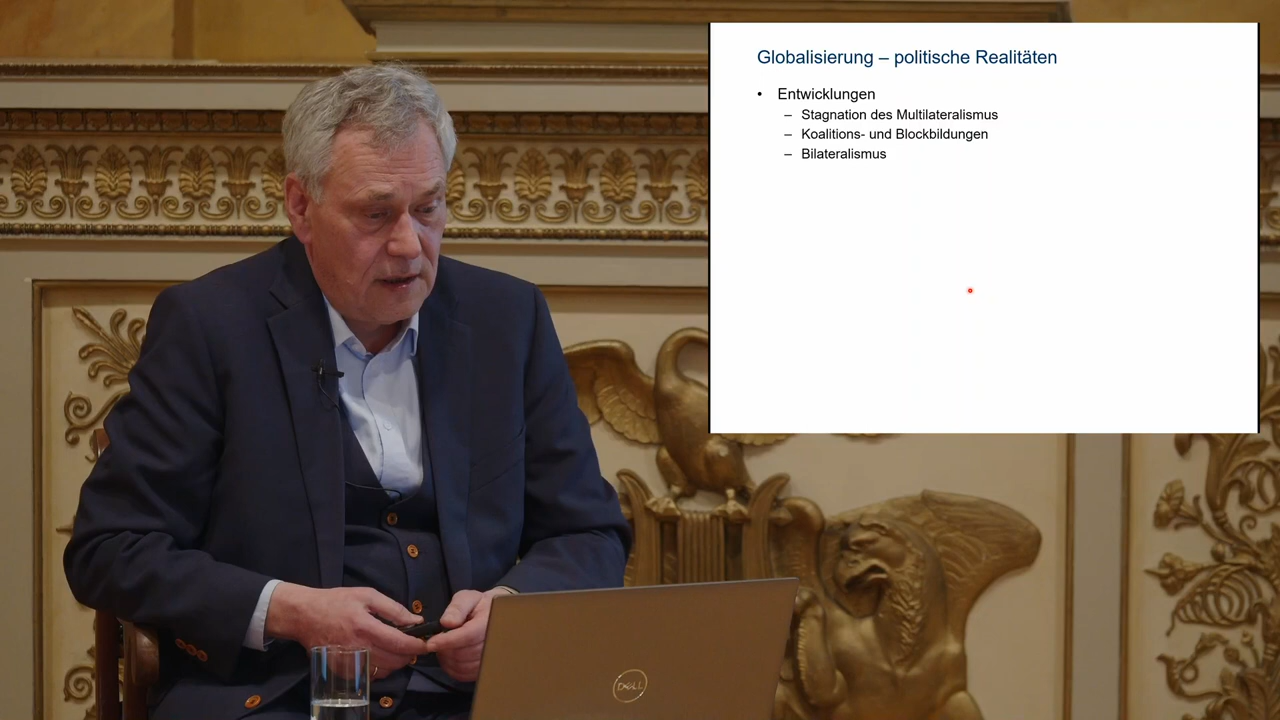 Globalisierung – politische Realitäten
• Entwicklungen
– Stagnation des Multilateralismus
– Koalitions- und Blockbildungen
– Bilateralismus
DELL